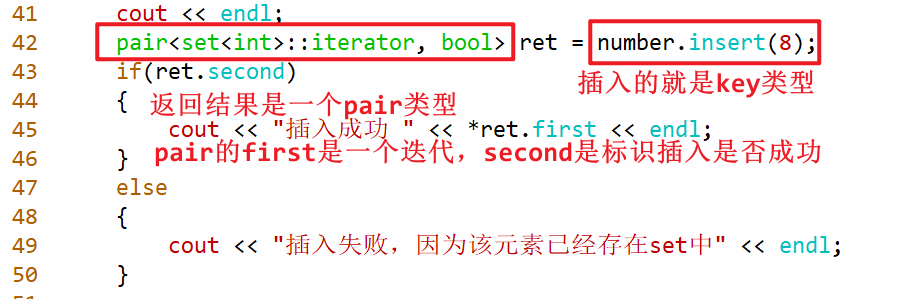 41 cout << endl;
42 pair<set<int>::iterator, bool> ret = number.insert(8);
43 if(ret.second)
插入的就是key类型
44 {
返回结果是一个pair类型
45 cout << "插入成功 " << *ret.first << endl;
46 }
pair的first是一个迭代，second是标识插入是否成功
47 else
48 {
49 cout << "插入失败，因为该元素已经存在set中" << endl;
50 }